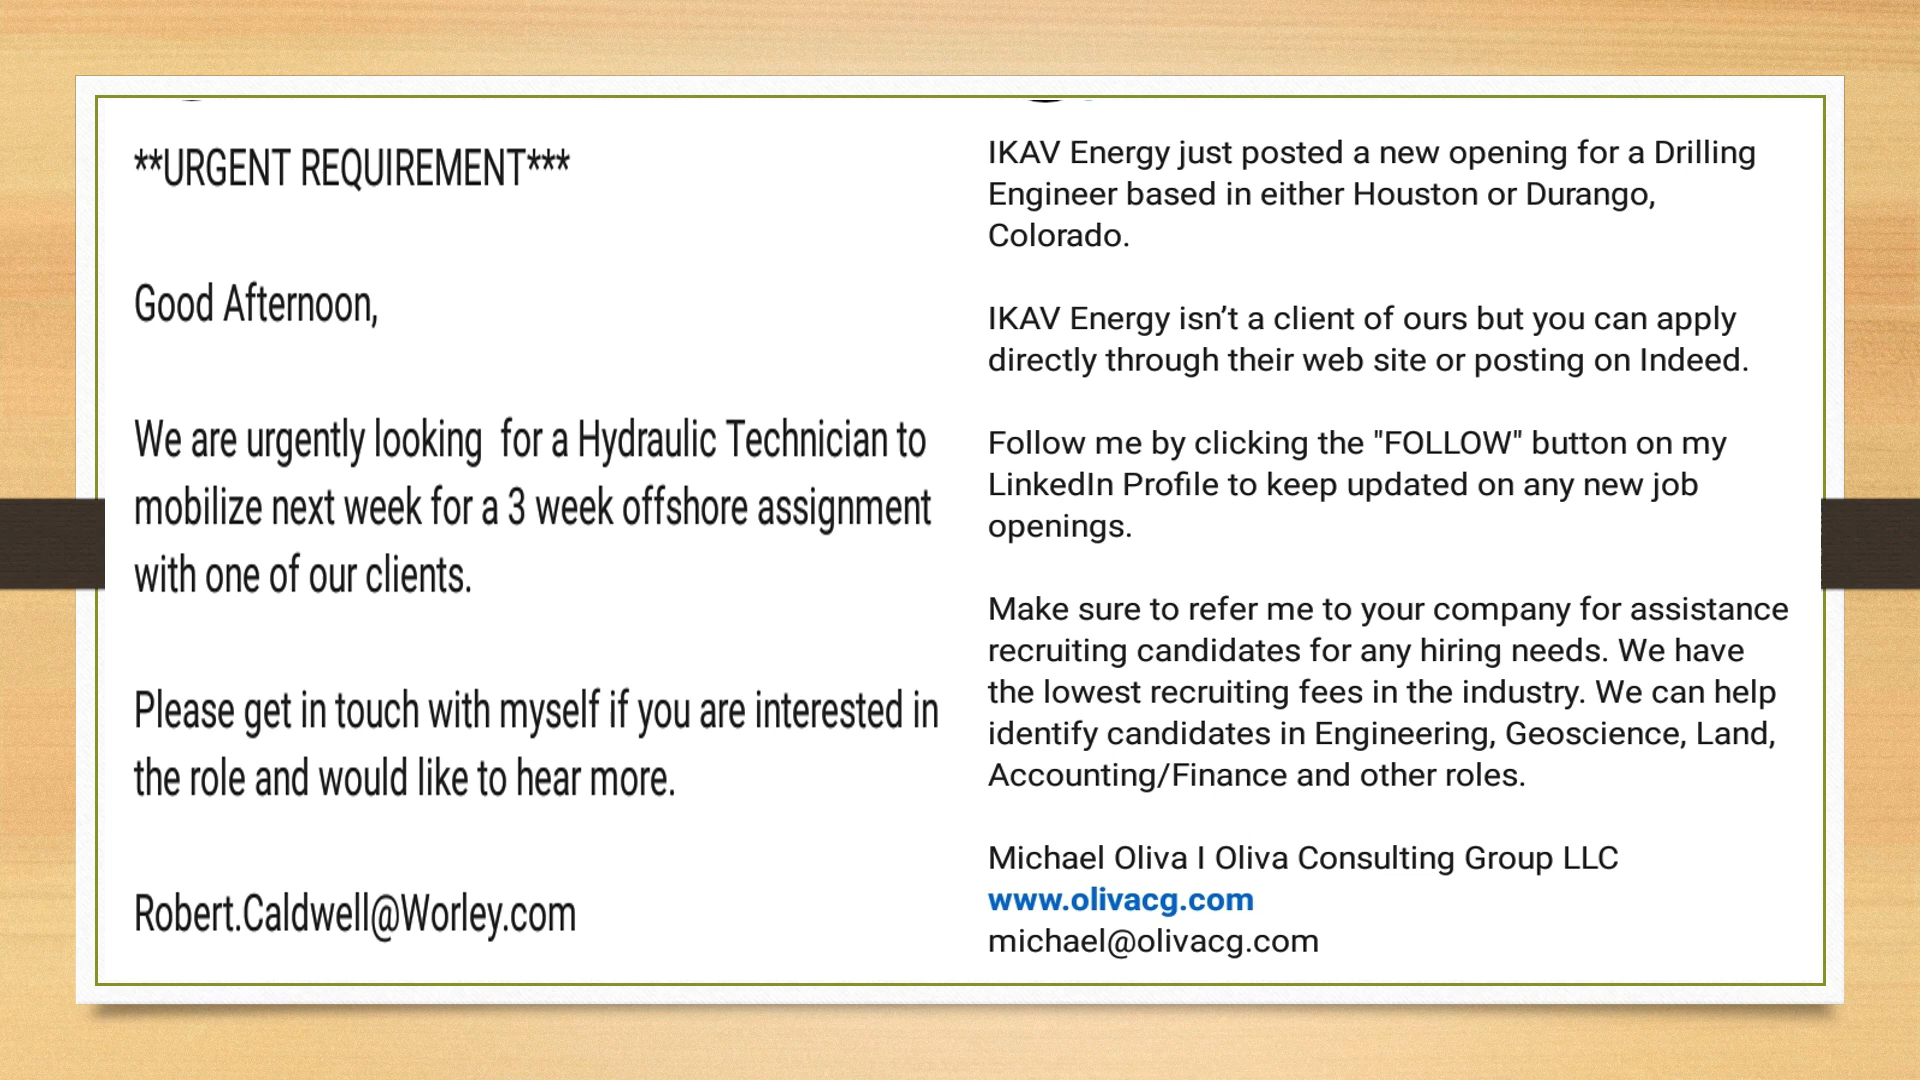 **URGENT REQUIREMENT***
Good Afternoon,
We are urgently looking  for a Hydraulic Technician to
mobilize next week for a 3 week offshore assignment
with one of our clients.
Please get in touch with myself if you are interested in
the role and would like to hear more.
Robert.Caldwell@Worley.com
IKAV Energy just posted a new opening for a Drilling
Engineer based in either Houston or Durango,
Colorado.
IKAV Energy isn’t a client of ours but you can apply
directly through their web site or posting on Indeed.
Follow me by clicking the "FOLLOW" button on my
LinkedIn Profile to keep updated on any new job
openings.
Make sure to refer me to your company for assistance
recruiting candidates for any hiring needs. We have
the lowest recruiting fees in the industry. We can help
identify candidates in Engineering, Geoscience, Land,
Accounting/Finance and other roles.
Michael Oliva I Oliva Consulting Group LLC
www.olivacg.com
michael@olivacg.com